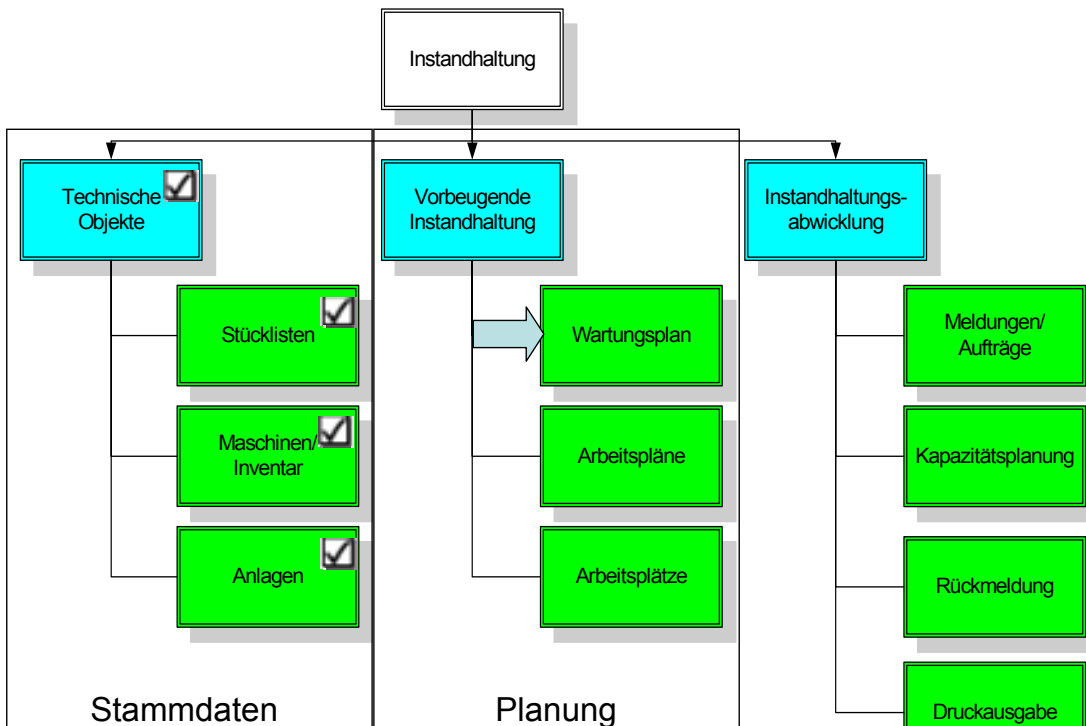 Instandhaltung
Technische
Objekte
Vorbeugende
Instandhaltung
Instandhaltungs-
abwicklung
Stücklisten
Wartungsplan
Meldungen/
Aufträge
Maschinen/
Inventar
Arbeitspläne
Kapazitätsplanung
Anlagen
Arbeitsplätze
Rückmeldung
Stammdaten
Planung
Druckausgabe